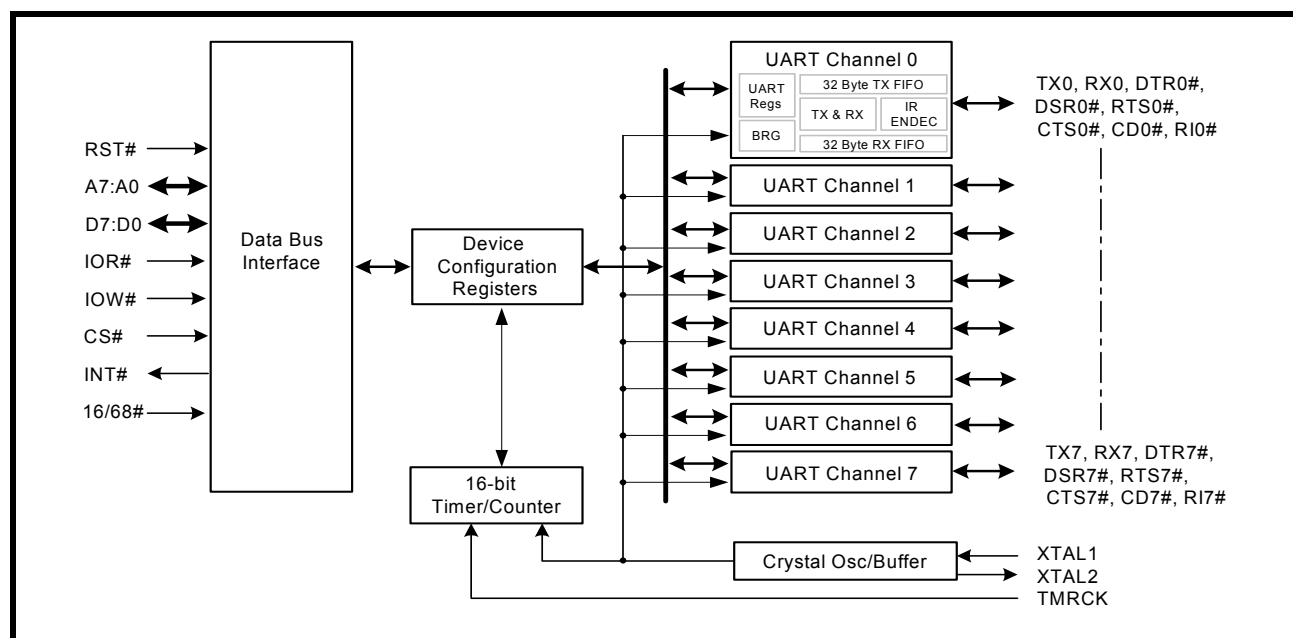 RST#
A7:A0
D7:D0
IOR#
IOW#
CS#
INT#
16/68#
Data Bus
Interface
Device
Configuration
Registers
16-bit
Timer/Counter
UART Channel 0
UART
Regs
BRG
32 Byte TX FIFO
TX & RX
IR
ENDEC
32 Byte RX FIFO
UART Channel 1
UART Channel 2
UART Channel 3
UART Channel 4
UART Channel 5
UART Channel 6
UART Channel 7
Crystal Osc/Buffer
TX0, RX0, DTR0#,
DSR0#, RTS0#,
CTS0#, CD0#, RI0#
TX7, RX7, DTR7#,
DSR7#, RTS7#,
CTS7#, CD7#, RI7#
XTAL1
XTAL2
TMRCK